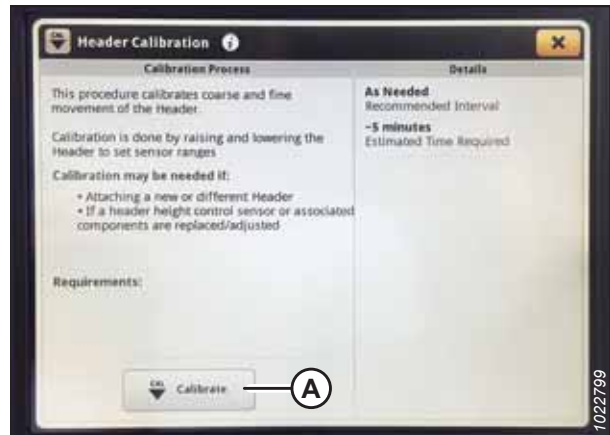 CAL Header Calibration i
Calibration Process
Details
This procedure calibrates coarse and fine
movement of the Header.
Calibration is done by raising and lowering the
Header to set sensor ranges
Calibration may be needed if:
• Attaching a new or different Header
• If a header height control sensor or associated
components are replaced/adjusted
Requirements:
As Needed
Recommended Interval
~5 minutes
Estimated Time Required
CAL Calibrate
A
1022799